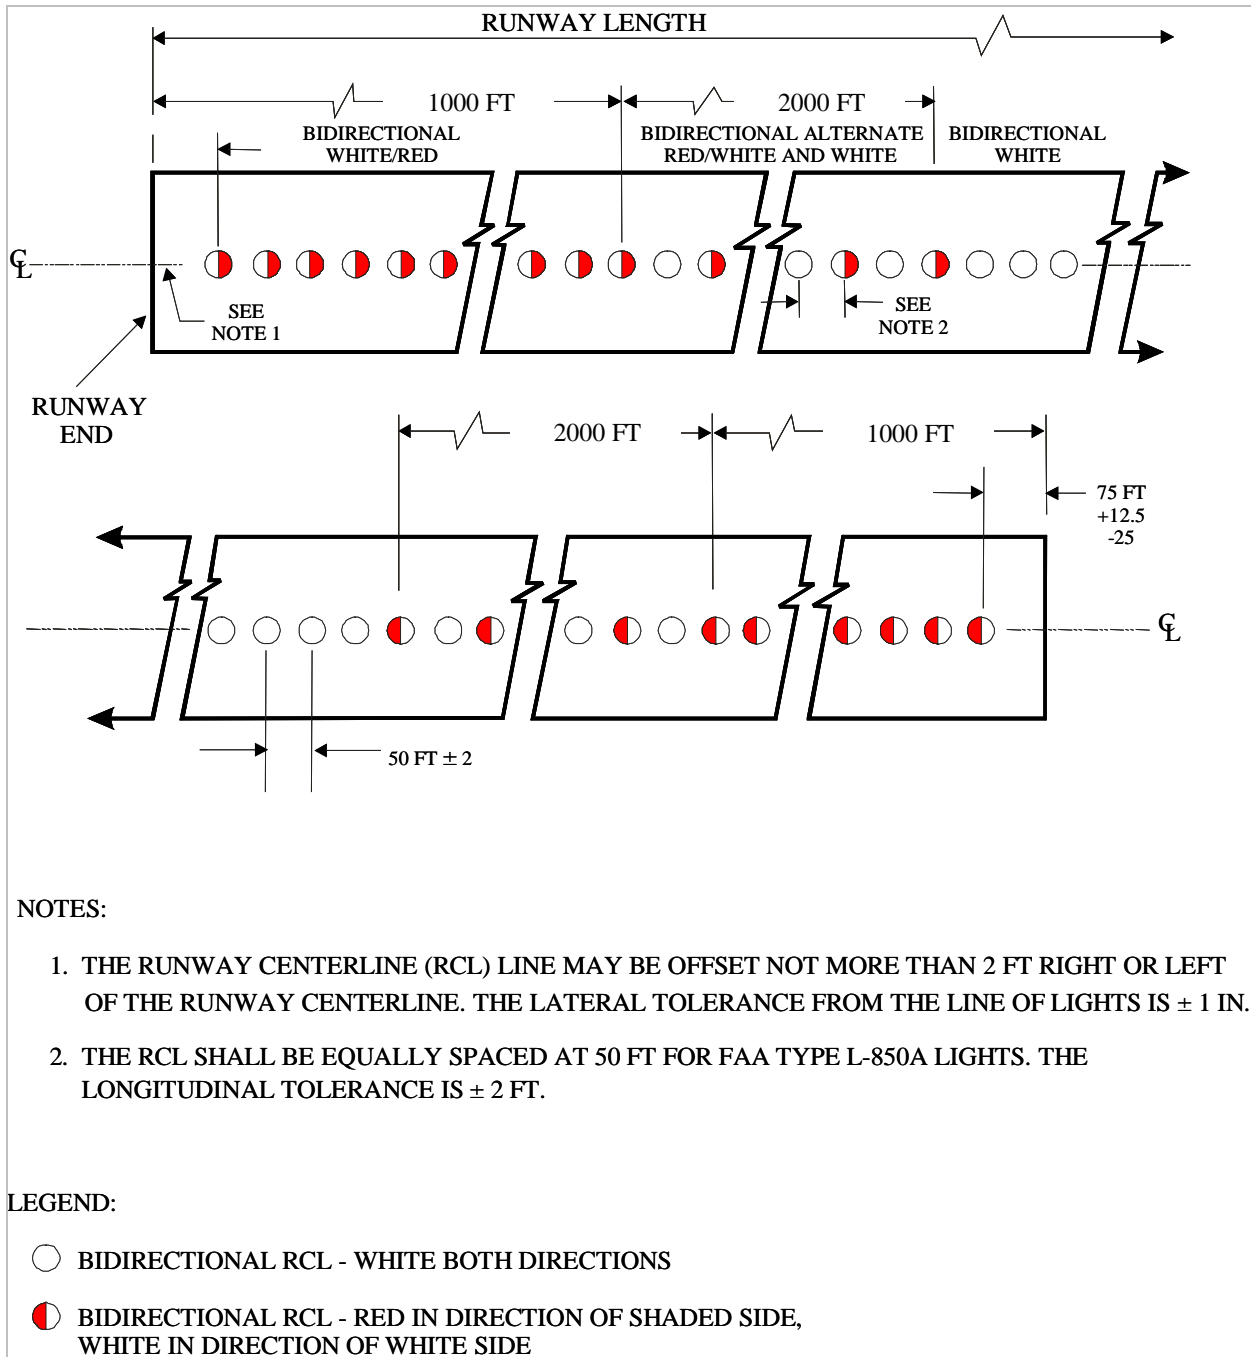 RUNWAY LENGTH
1000 FT
2000 FT
BIDIRECTIONAL
WHITE/RED
BIDIRECTIONAL ALTERNATE
RED/WHITE AND WHITE
BIDIRECTIONAL
WHITE
℄
SEE
NOTE 1
SEE
NOTE 2
RUNWAY
END
2000 FT
1000 FT
75 FT
+12.5
-25
℄
50 FT ± 2
NOTES:
1. THE RUNWAY CENTERLINE (RCL) LINE MAY BE OFFSET NOT MORE THAN 2 FT RIGHT OR LEFT
OF THE RUNWAY CENTERLINE. THE LATERAL TOLERANCE FROM THE LINE OF LIGHTS IS ± 1 IN.
2. THE RCL SHALL BE EQUALLY SPACED AT 50 FT FOR FAA TYPE L-850A LIGHTS. THE
LONGITUDINAL TOLERANCE IS ± 2 FT.
LEGEND:
BIDIRECTIONAL RCL - WHITE BOTH DIRECTIONS
BIDIRECTIONAL RCL - RED IN DIRECTION OF SHADED SIDE,
WHITE IN DIRECTION OF WHITE SIDE